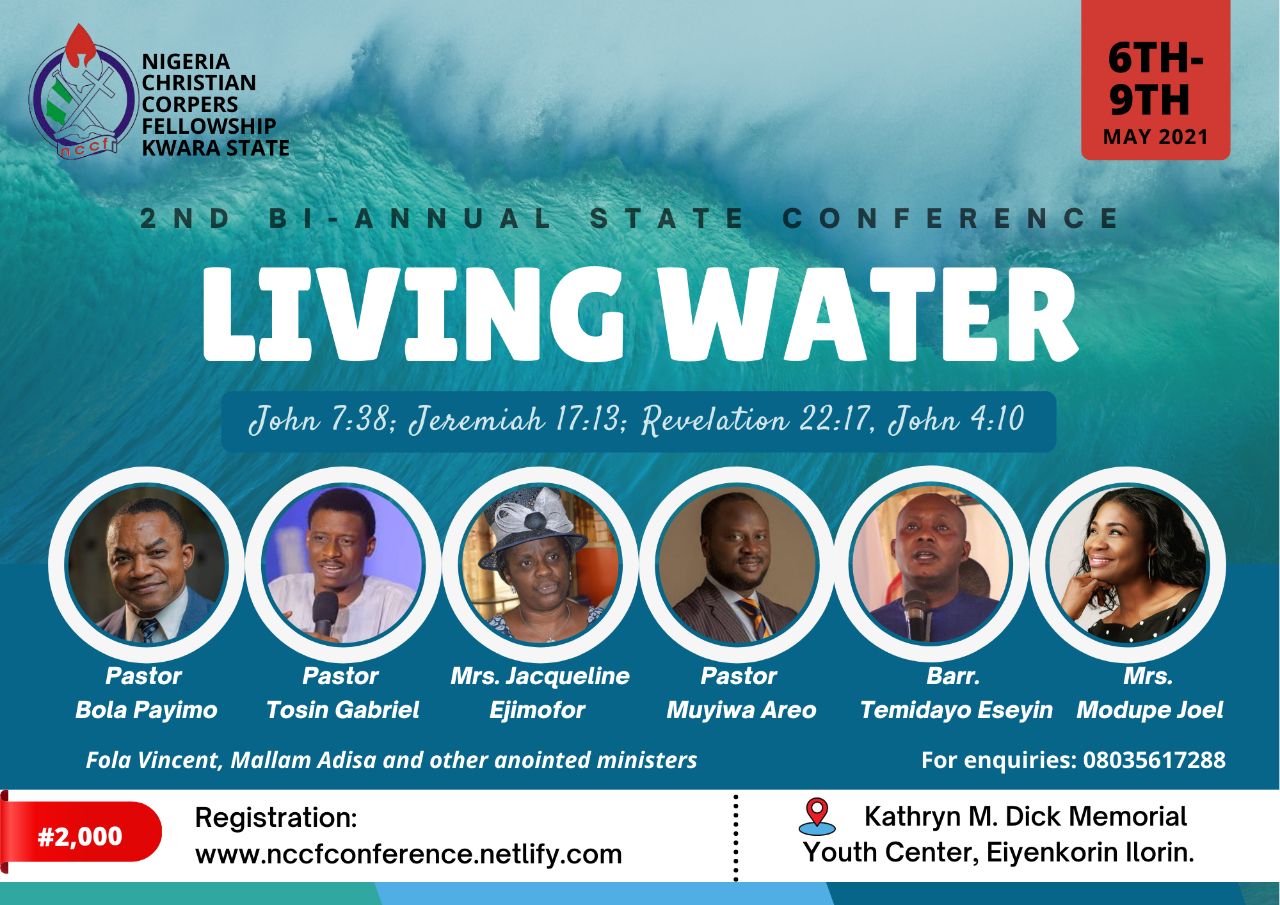 NIGERIA
CHRISTIAN
CORPERS
FELLOWSHIP
KWARA STATE
nccf
6TH-
9TH
MAY 2021
2ND BI-ANNUAL STATE CONFERENCE
LIVING WATER
John 7:38; Jeremiah 17:13; Revelation 22:17, John 4:10
Pastor
Bola Payimo
Pastor
Tosin Gabriel
Mrs. Jacqueline
Ejimofor
Pastor
Muyiwa Areo
Barr.
Temidayo Eseyin
Mrs.
Modupe Joel
Fola Vincent, Mallam Adisa and other anointed ministers
For enquiries: 08035617288
#2,000
Registration:
www.nccfconference.netlify.com
Kathryn M. Dick Memorial
Youth Center, Eiyenkorin Ilorin.